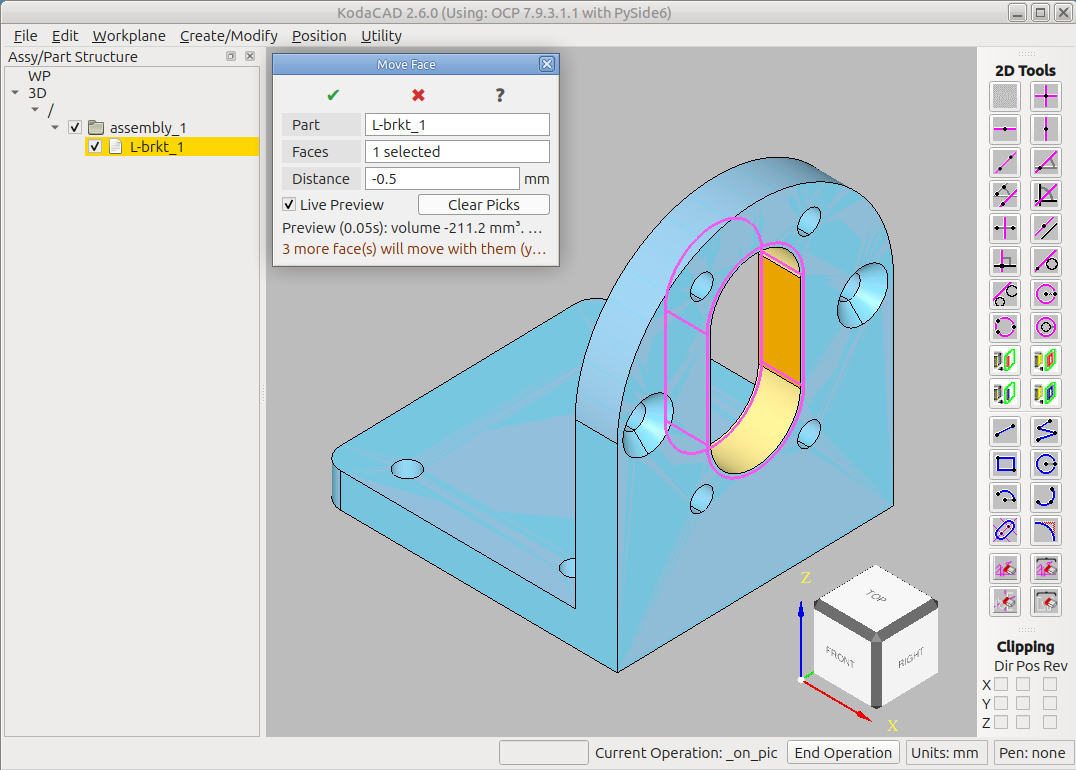 KodaCAD 2.6.0 (Using: OCP 7.9.3.1.1 with PySide6)
File Edit Workplane Create/Modify Position Utility
Assy/Part Structure
WP
3D
/
assembly_1
L-brkt_1
Move Face
?
Part L-brkt_1
Faces 1 selected
Distance -0.5 mm
Live Preview Clear Picks
Preview (0.05s): volume -211.2 mm³. ...
3 more face(s) will move with them (y...
2D Tools
Z
TOP
FRONT
RIGHT
X
Clipping
Dir Pos Rev
X
Y
Z
Current Operation: _on_pic End Operation Units: mm Pen: none